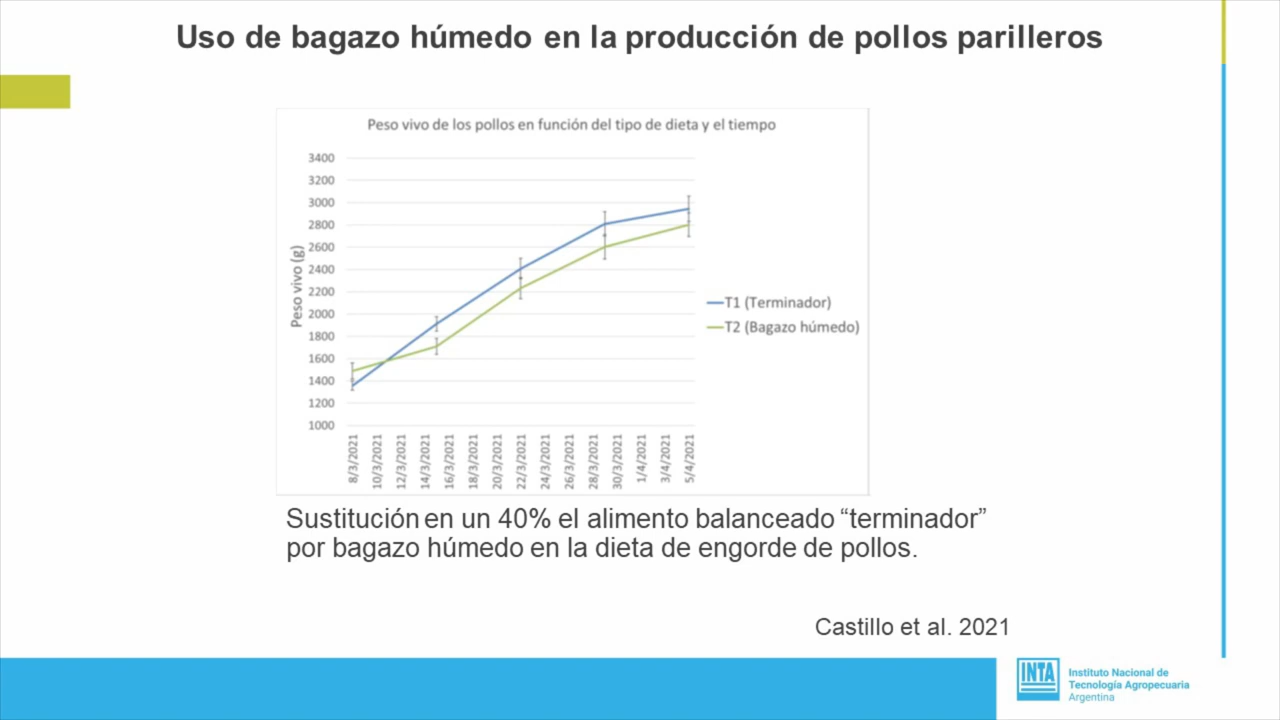 Uso de bagazo húmedo en la producción de pollos parilleros
Peso vivo de los pollos en función del tipo de dieta y el tiempo
Peso vivo (g)
3400
3200
3000
2800
2600
2400
2200
2000
1800
1600
1400
1200
1000
8/3/2021
10/3/2021
12/3/2021
14/3/2021
16/3/2021
18/3/2021
20/3/2021
22/3/2021
24/3/2021
26/3/2021
28/3/2021
30/3/2021
1/4/2021
3/4/2021
5/4/2021
T1 (Terminador)
T2 (Bagazo húmedo)
Sustitución en un 40% el alimento balanceado “terminador”
por bagazo húmedo en la dieta de engorde de pollos.
Castillo et al. 2021
INTA
Instituto Nacional de
Tecnología Agropecuaria
Argentina